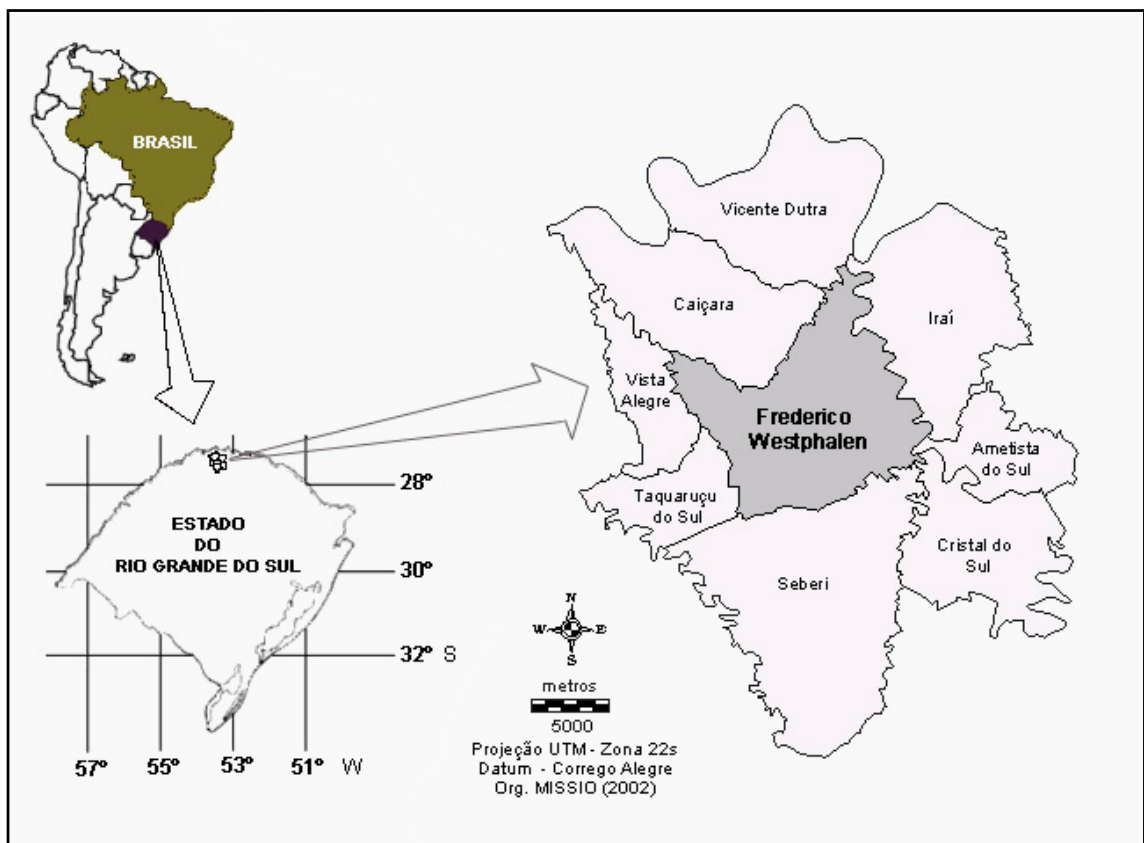 BRASIL
Vicente Dutra
Caiçara
Iraí
Vista
Alegre
Frederico
Westphalen
Ametista
do Sul
Taquaruçu
do Sul
Cristal do
Sul
Seberi
28º
ESTADO
DO
RIO GRANDE DO SUL
30º
32º S
57º 55º 53º 51º W
N
W E
S
metros
5000
Projeção UTM - Zona 22s
Datum - Corrego Alegre
Org. MISSIO (2002)